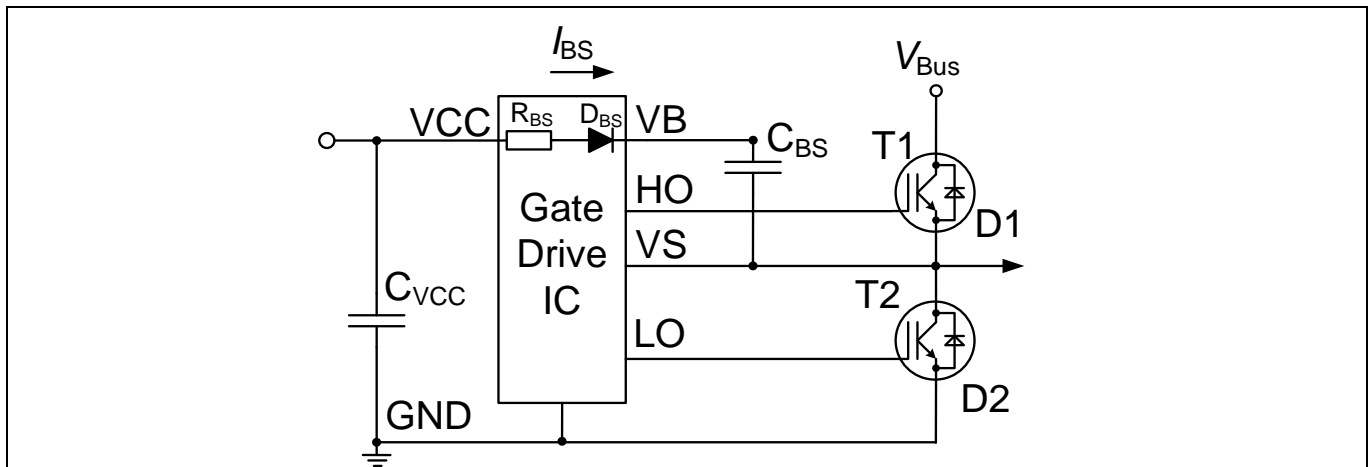 I_BS
V_Bus
VCC
R_BS
D_BS
VB
C_BS
T1
HO
Gate
Drive
IC
D1
VS
C_VCC
T2
LO
D2
GND